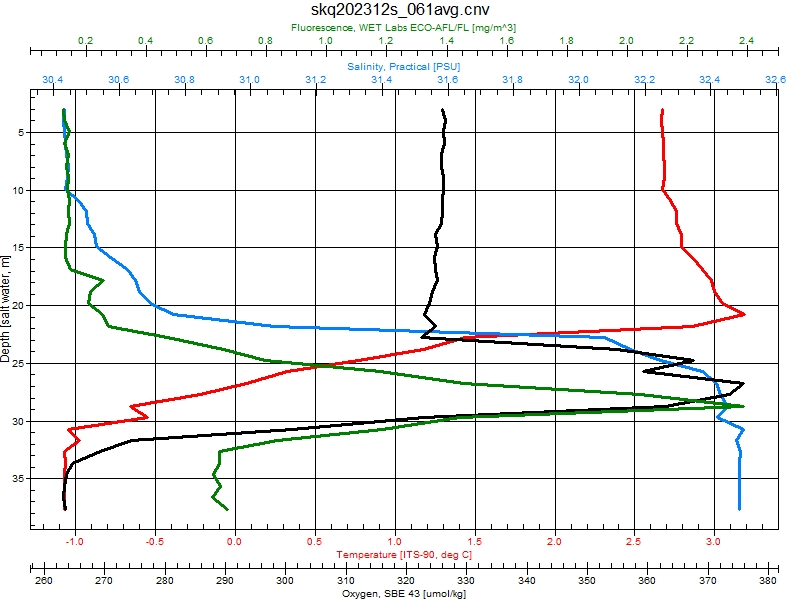 skq202312s_061avg.cnv
Fluorescence, WET Labs ECO-AFL/FL [mg/m^3]
0.2 0.4 0.6 0.8 1.0 1.2 1.4 1.6 1.8 2.0 2.2 2.4
Salinity, Practical [PSU]
30.4 30.6 30.8 31.0 31.2 31.4 31.6 31.8 32.0 32.2 32.4 32.6
Depth [salt water, m]
5
10
15
20
25
30
35
-1.0 -0.5 0.0 0.5 1.0 1.5 2.0 2.5 3.0
Temperature [ITS-90, deg C]
260 270 280 290 300 310 320 330 340 350 360 370 380
Oxygen, SBE 43 [umol/kg]